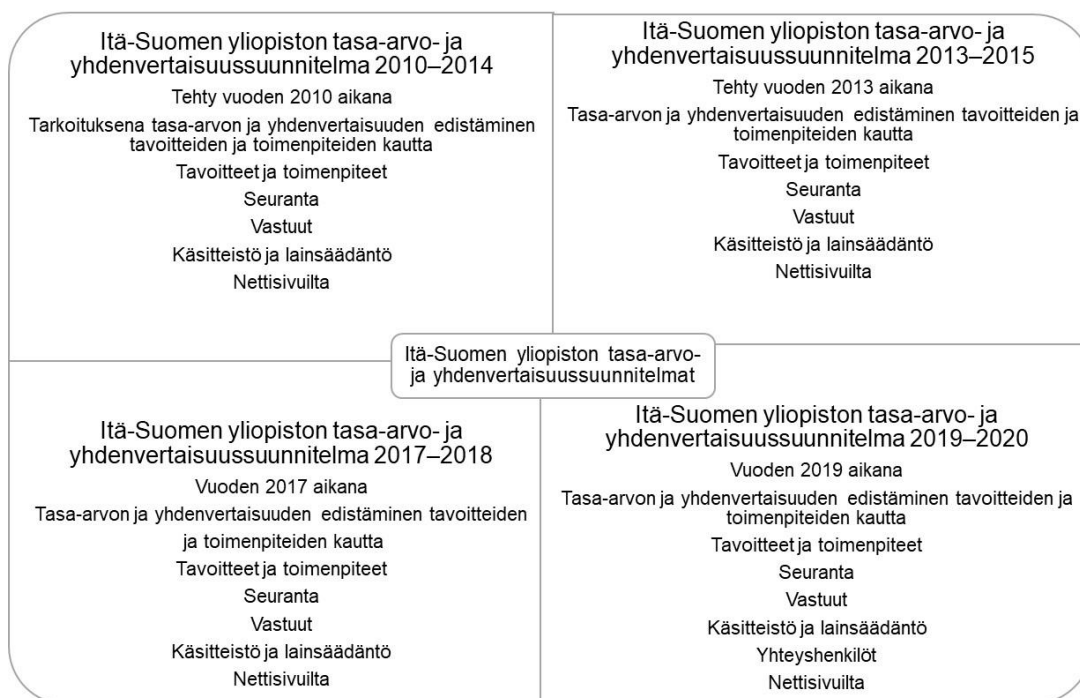 Itä-Suomen yliopiston tasa-arvo- ja
yhdenvertaisuussuunnitelma 2010–2014
Tehty vuoden 2010 aikana
Tarkoituksena tasa-arvon ja yhdenvertaisuuden edistäminen
tavoitteiden ja toimenpiteiden kautta
Tavoitteet ja toimenpiteet
Seuranta
Vastuut
Käsitteistö ja lainsäädäntö
Nettisivuilta
Itä-Suomen yliopiston tasa-arvo- ja
yhdenvertaisuussuunnitelma 2013–2015
Tehty vuoden 2013 aikana
Tasa-arvon ja yhdenvertaisuuden edistäminen tavoitteiden ja
toimenpiteiden kautta
Tavoitteet ja toimenpiteet
Seuranta
Vastuut
Käsitteistö ja lainsäädäntö
Nettisivuilta
Itä-Suomen yliopiston tasa-arvo-
ja yhdenvertaisuussuunnitelmat
Itä-Suomen yliopiston tasa-arvo- ja
yhdenvertaisuussuunnitelma 2017–2018
Vuoden 2017 aikana
Tasa-arvon ja yhdenvertaisuuden edistäminen tavoitteiden
ja toimenpiteiden kautta
Tavoitteet ja toimenpiteet
Seuranta
Vastuut
Käsitteistö ja lainsäädäntö
Nettisivuilta
Itä-Suomen yliopiston tasa-arvo- ja
yhdenvertaisuussuunnitelma 2019–2020
Vuoden 2019 aikana
Tasa-arvon ja yhdenvertaisuuden edistäminen tavoitteiden ja
toimenpiteiden kautta
Tavoitteet ja toimenpiteet
Seuranta
Vastuut
Käsitteistö ja lainsäädäntö
Yhteyshenkilöt
Nettisivuilta